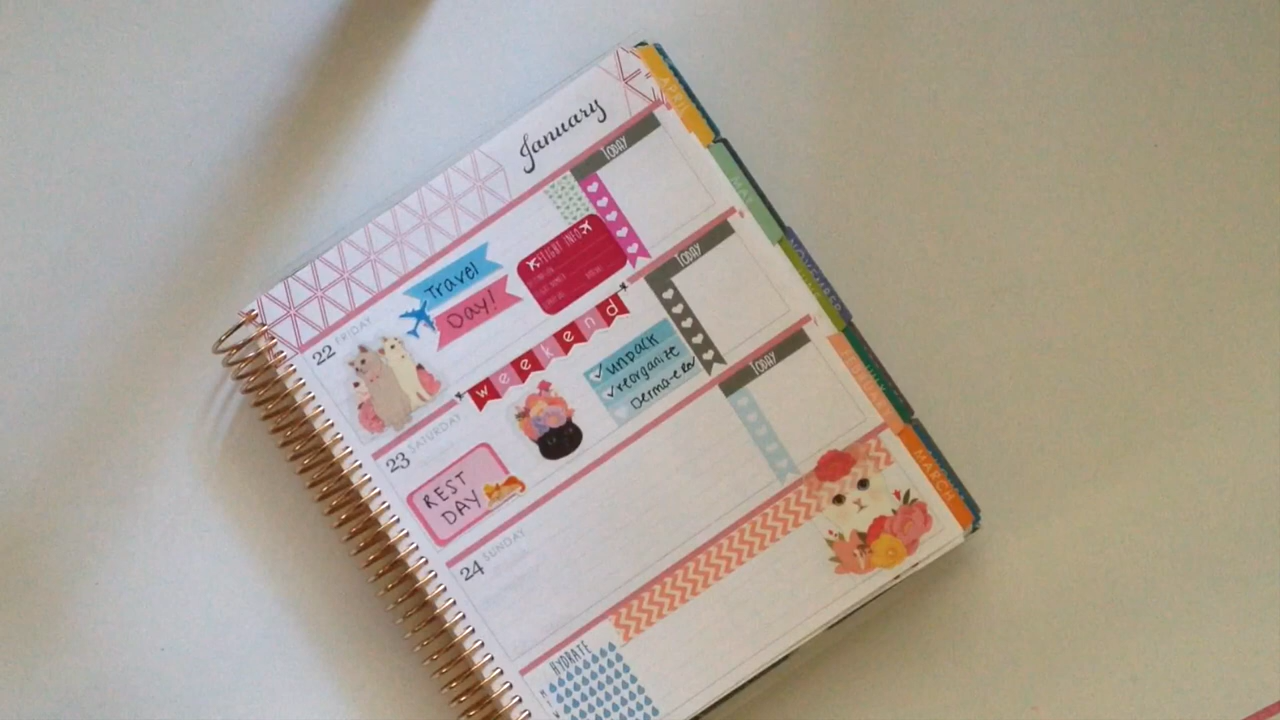 January
22 FRIDAY
Travel
Day!
FLIGHT INFO
TODAY
23 SATURDAY
weekend
REST
DAY
unpack
reorganize
TODAY
24 SUNDAY
TODAY
HYDRATE
M
APRIL
MAY
NOVEMBER
FEBRUARY
MARCH